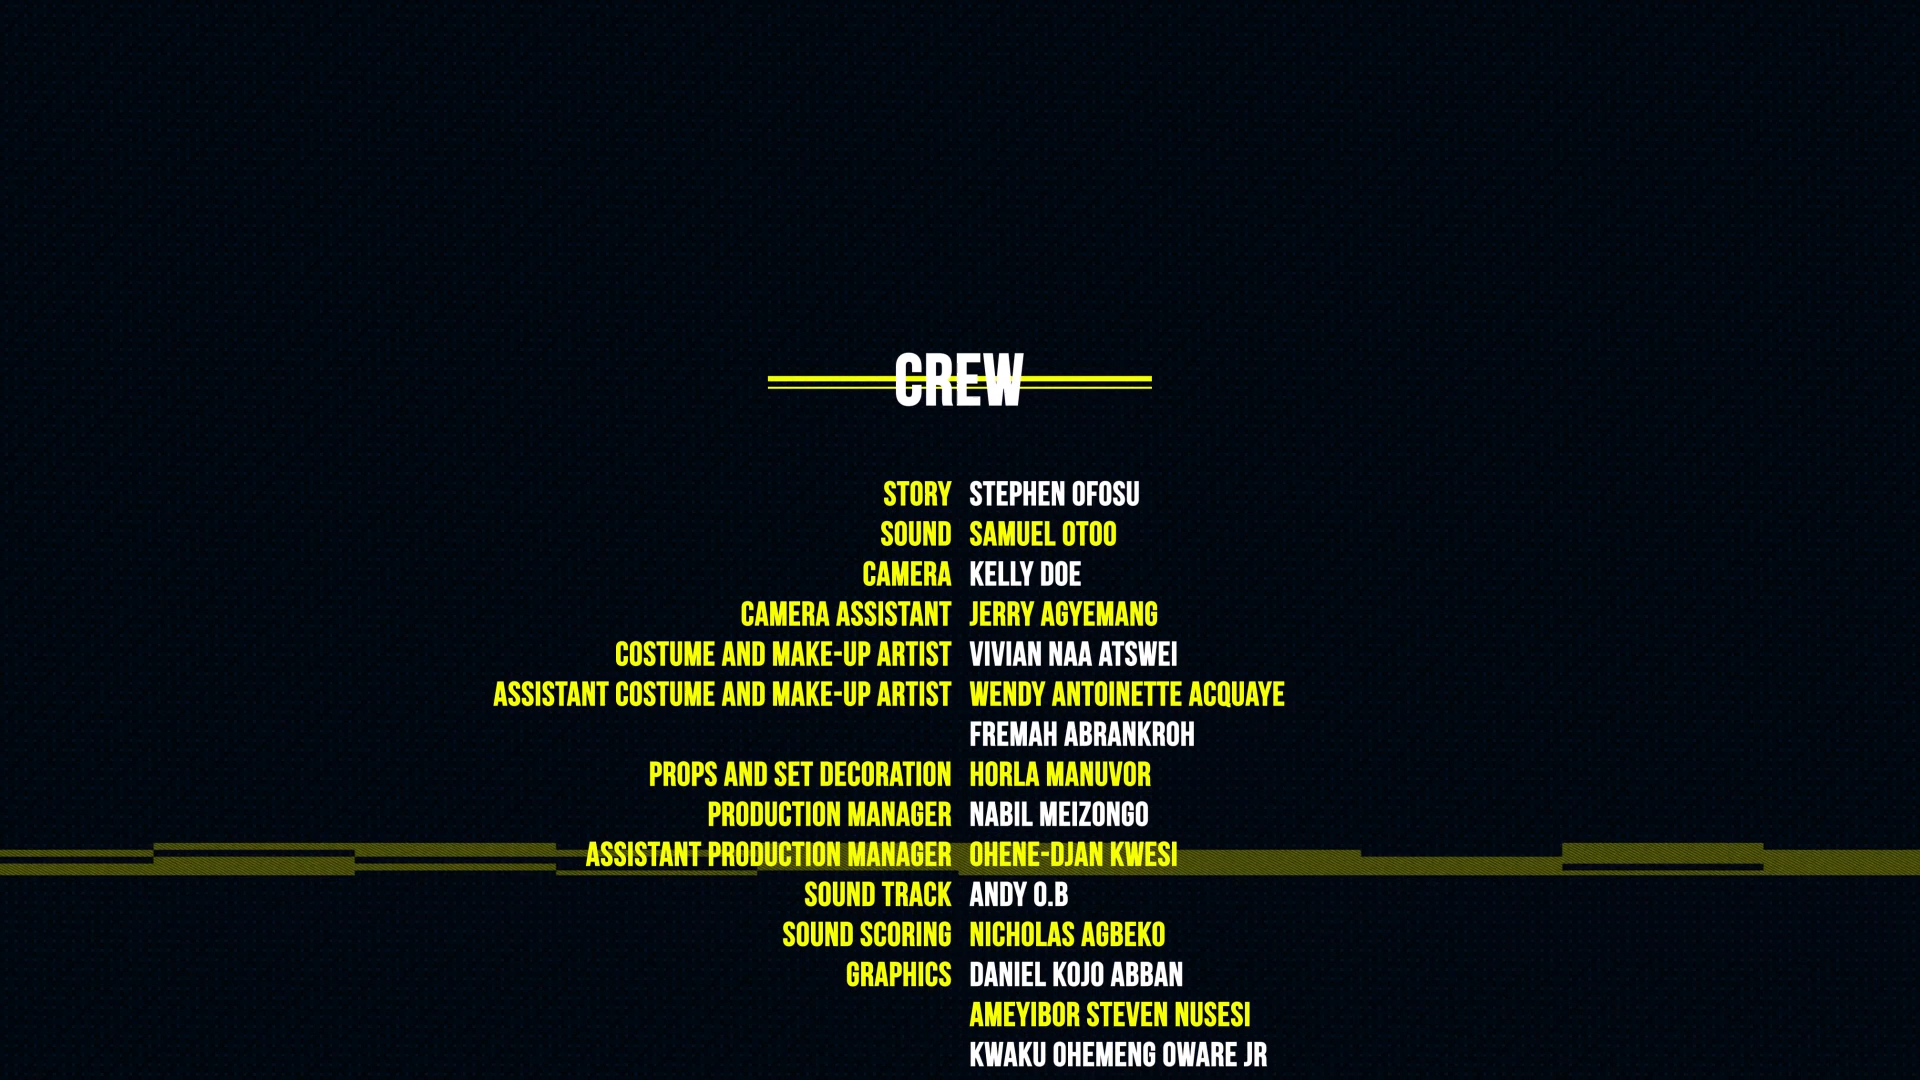 CREW
STORY STEPHEN OFOSU
SOUND SAMUEL OTOO
CAMERA KELLY DOE
CAMERA ASSISTANT JERRY AGYEMANG
COSTUME AND MAKE-UP ARTIST VIVIAN NAA ATSWEI
ASSISTANT COSTUME AND MAKE-UP ARTIST WENDY ANTOINETTE ACQUAYE
FREMAH ABRANKROH
PROPS AND SET DECORATION HORLA MANUVOR
PRODUCTION MANAGER NABIL MEIZONGO
ASSISTANT PRODUCTION MANAGER OHENE-DJAN KWESI
SOUND TRACK ANDY O.B
SOUND SCORING NICHOLAS AGBEKO
GRAPHICS DANIEL KOJO ABBAN
AMEYIBOR STEVEN NUSESI
KWAKU OHEMENG OWARE JR